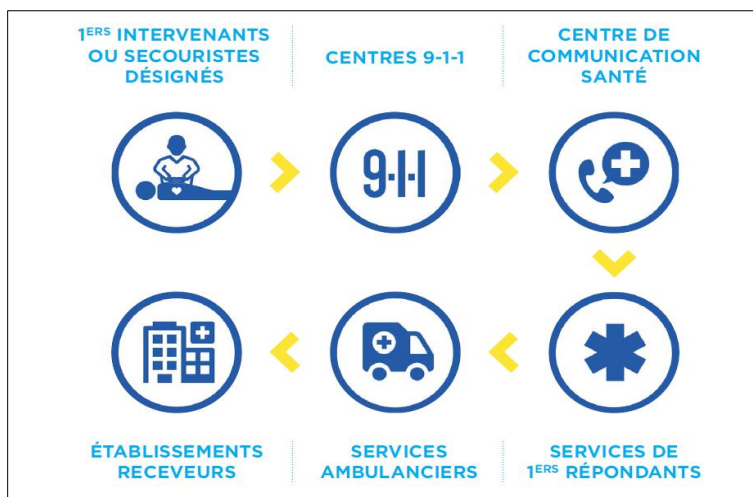 1ERS INTERVENANTS
OU SECOURISTES
DÉSIGNÉS
CENTRES 9-1-1
CENTRE DE
COMMUNICATION
SANTÉ
9-1-1
ÉTABLISSEMENTS
RECEVEURS
SERVICES
AMBULANCIERS
SERVICES DE
1ERS RÉPONDANTS